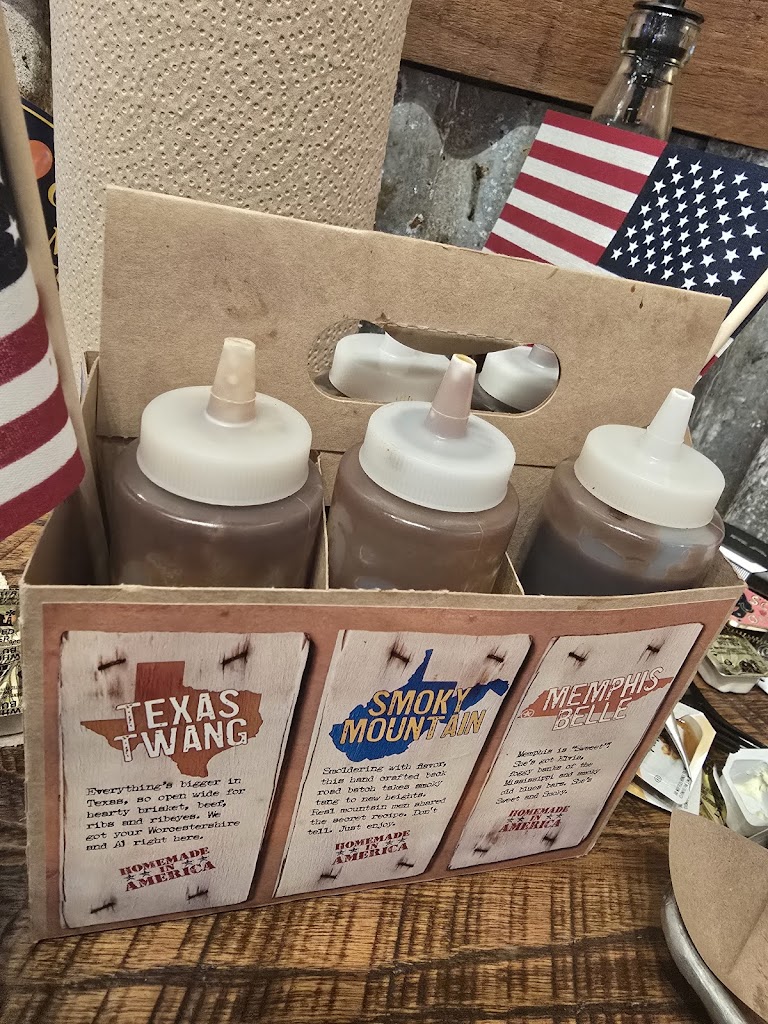 TEXAS
TWANG
Everything's bigger in
Texas, so open wide for
hearty brisket, beer,
ribs and ribeyes. We
got your Worcestershire
and A1 right here.
HOMEMADE
IN
AMERICA
SMOKY
MOUNTAIN
Smoldering with flavor,
this hand crafted back
road batch takes smoky
tang to new heights.
Real mountain men shared
the secret recipe. Don't
tell. Just enjoy.
HOMEMADE
IN
AMERICA
MEMPHIS
BELLE
Memphis is "Sweet"!
She's got Elvis,
foggy banks of the
Mississippi and smoky
old blues bars. She's
Sweet and Smoky.
HOMEMADE
IN
AMERICA